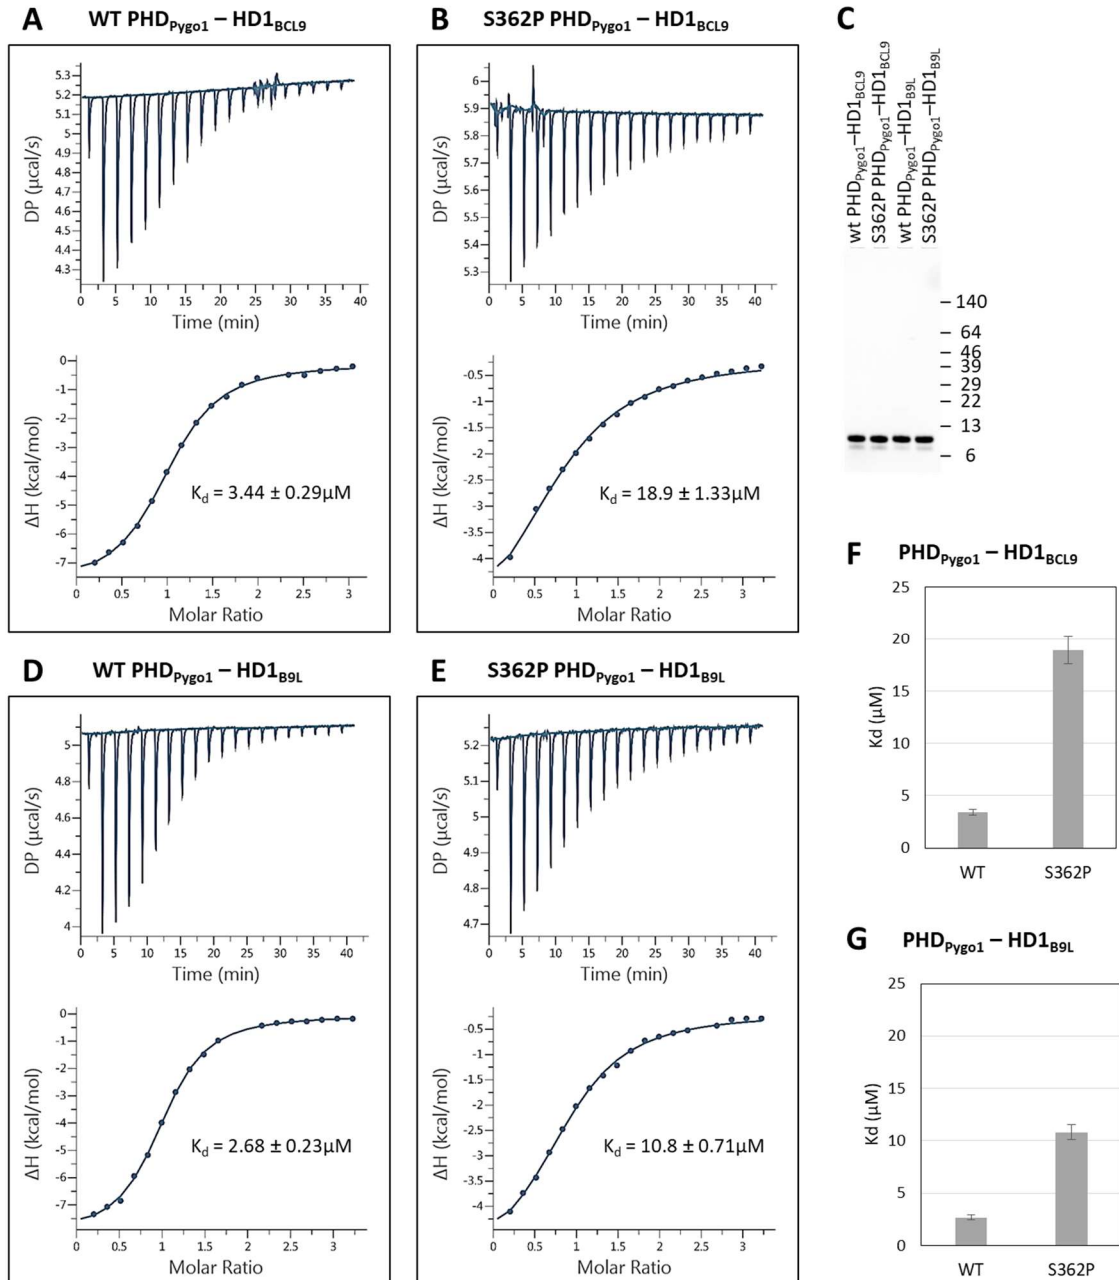 A WT PHDPygo1 – HD1BCL9
DP (µcal/s)
5.3
5.2
5.1
5
4.9
4.8
4.7
4.6
4.5
4.4
4.3
0 5 10 15 20 25 30 35 40
Time (min)
ΔH (kcal/mol)
0
-1
-2
-3
-4
-5
-6
-7
Kd = 3.44 ± 0.29µM
0 0.5 1 1.5 2 2.5 3
Molar Ratio
B S362P PHDPygo1 – HD1BCL9
DP (µcal/s)
6
5.9
5.8
5.7
5.6
5.5
5.4
5.3
0 5 10 15 20 25 30 35 40
Time (min)
ΔH (kcal/mol)
-0.5
-1
-1.5
-2
-2.5
-3
-3.5
-4
Kd = 18.9 ± 1.33µM
0 0.5 1 1.5 2 2.5 3
Molar Ratio
C
wt PHDPygo1–HD1BCL9
S362P PHDPygo1–HD1BCL9
wt PHDPygo1–HD1B9L
S362P PHDPygo1–HD1B9L
140
64
46
39
29
22
13
6
D WT PHDPygo1 – HD1B9L
DP (µcal/s)
5
4.8
4.6
4.4
4.2
4
0 5 10 15 20 25 30 35 40
Time (min)
ΔH (kcal/mol)
0
-1
-2
-3
-4
-5
-6
-7
Kd = 2.68 ± 0.23µM
0 0.5 1 1.5 2 2.5 3
Molar Ratio
E S362P PHDPygo1 – HD1B9L
DP (µcal/s)
5.2
5.1
5
4.9
4.8
4.7
0 5 10 15 20 25 30 35 40
Time (min)
ΔH (kcal/mol)
-0.5
-1
-1.5
-2
-2.5
-3
-3.5
-4
Kd = 10.8 ± 0.71µM
0 0.5 1 1.5 2 2.5 3
Molar Ratio
F PHDPygo1 – HD1BCL9
Kd (µM)
25
20
15
10
5
0
WT S362P
G PHDPygo1 – HD1B9L
Kd (µM)
25
20
15
10
5
0
WT S362P